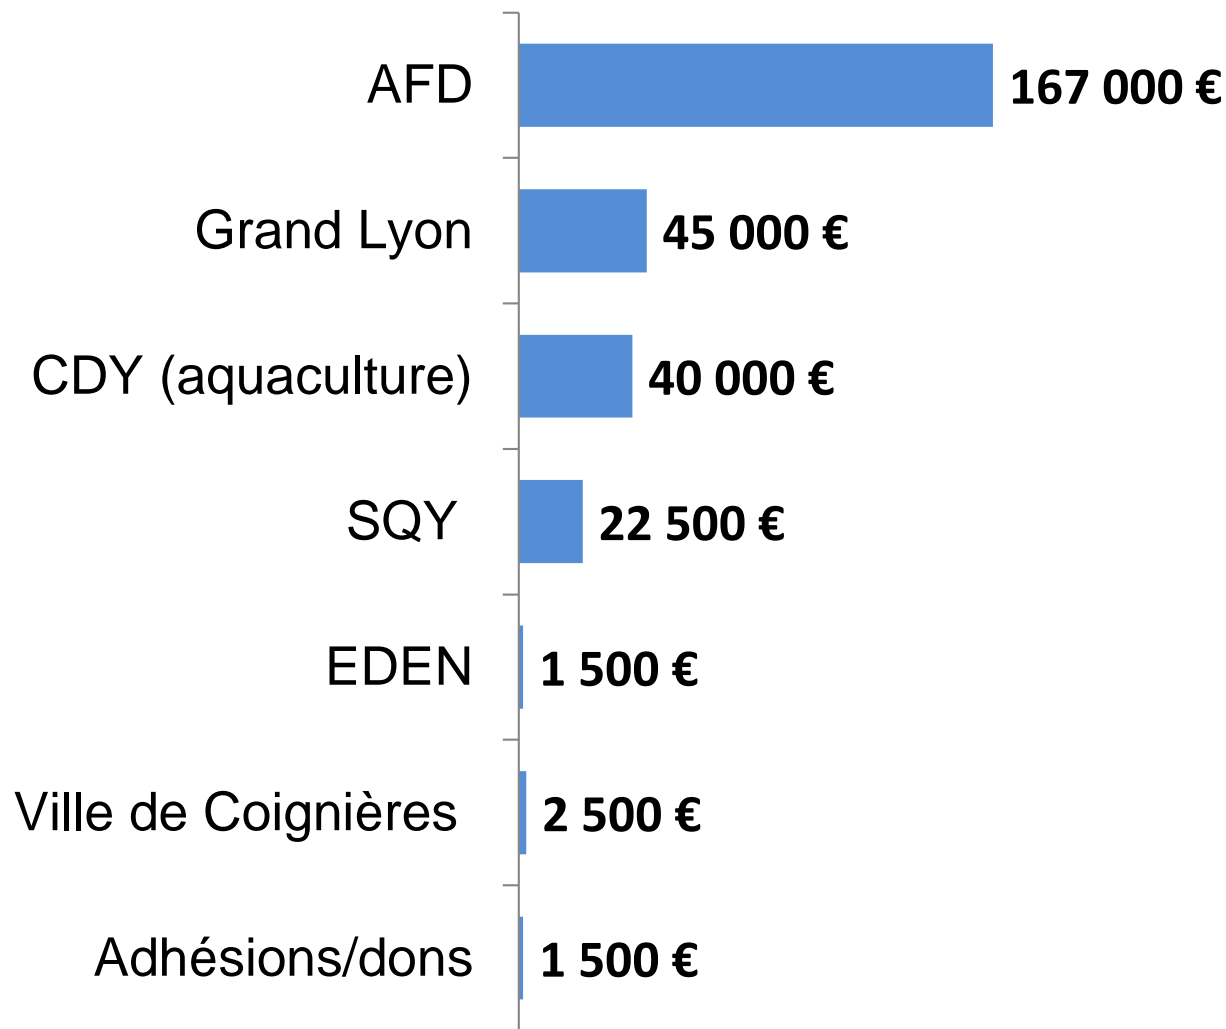 AFD 167 000 €
Grand Lyon 45 000 €
CDY (aquaculture) 40 000 €
SQY 22 500 €
EDEN 1 500 €
Ville de Coignières 2 500 €
Adhésions/dons 1 500 €